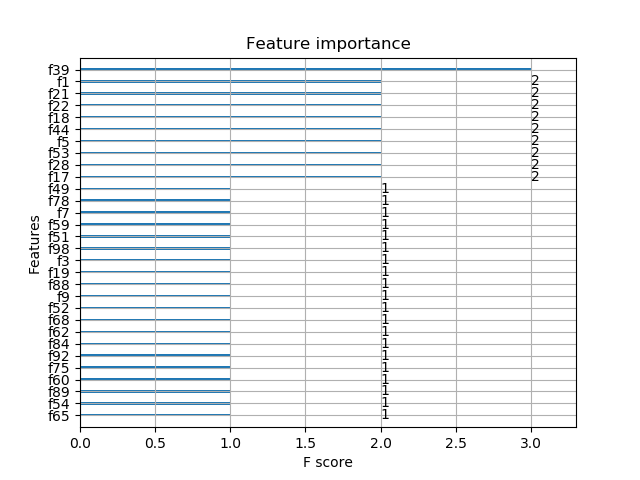 Feature importance
f39
f1 2
f21 2
f22 2
f18 2
f44 2
f5 2
f53 2
f28 2
f17 2
f49 1
f78 1
f7 1
f59 1
f51 1
f98 1
f3 1
f19 1
f88 1
f9 1
f52 1
f68 1
f62 1
f84 1
f92 1
f75 1
f60 1
f89 1
f54 1
f65 1
Features
0.0 0.5 1.0 1.5 2.0 2.5 3.0
F score